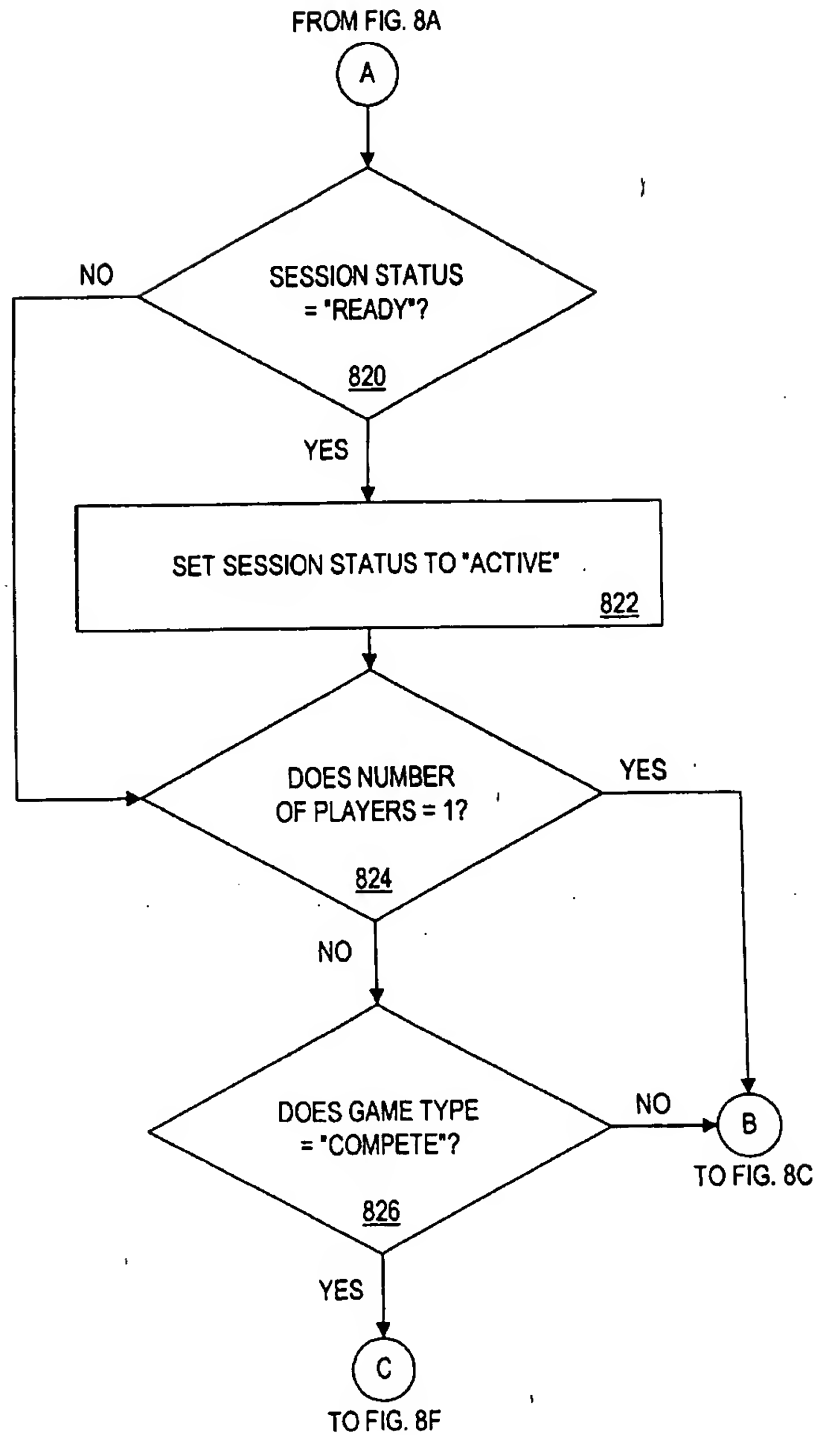 FROM FIG. 8A
A
NO
SESSION STATUS
= "READY"?
820
YES
SET SESSION STATUS TO "ACTIVE"
822
DOES NUMBER
OF PLAYERS = 1?
YES
824
NO
DOES GAME TYPE
= "COMPETE"?
NO
B
TO FIG. 8C
826
YES
C
TO FIG. 8F